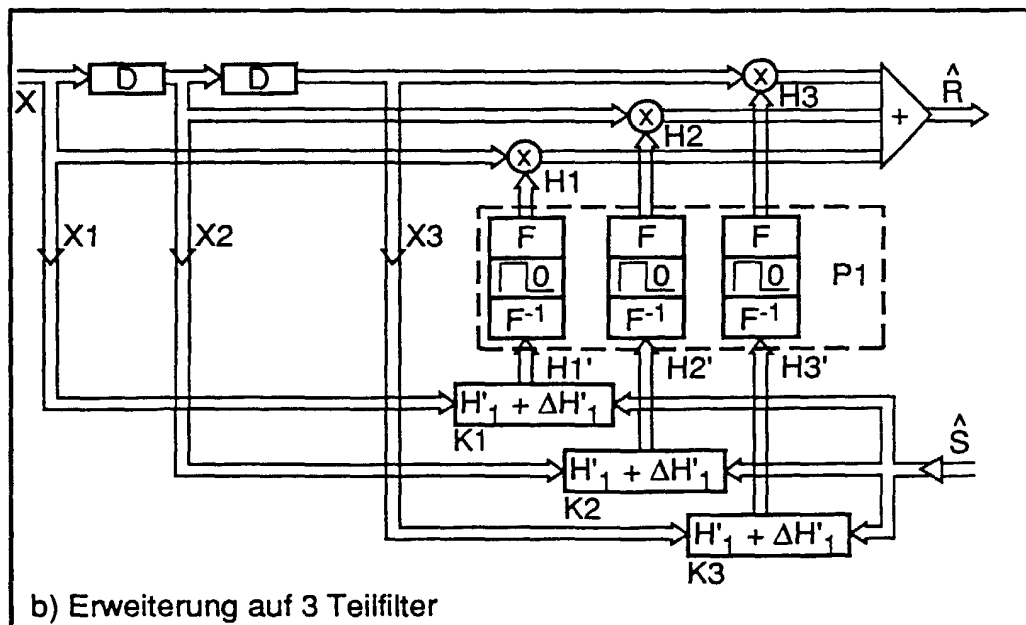 D D
X
x H3
R̂
x H2
+
x H1
X1 X2 X3
F F F
0 0 0
P1
F⁻¹ F⁻¹ F⁻¹
H1' H2' H3'
H'₁ + ΔH'₁
K1
Ŝ
H'₁ + ΔH'₁
K2
H'₁ + ΔH'₁
K3
b) Erweiterung auf 3 Teilfilter